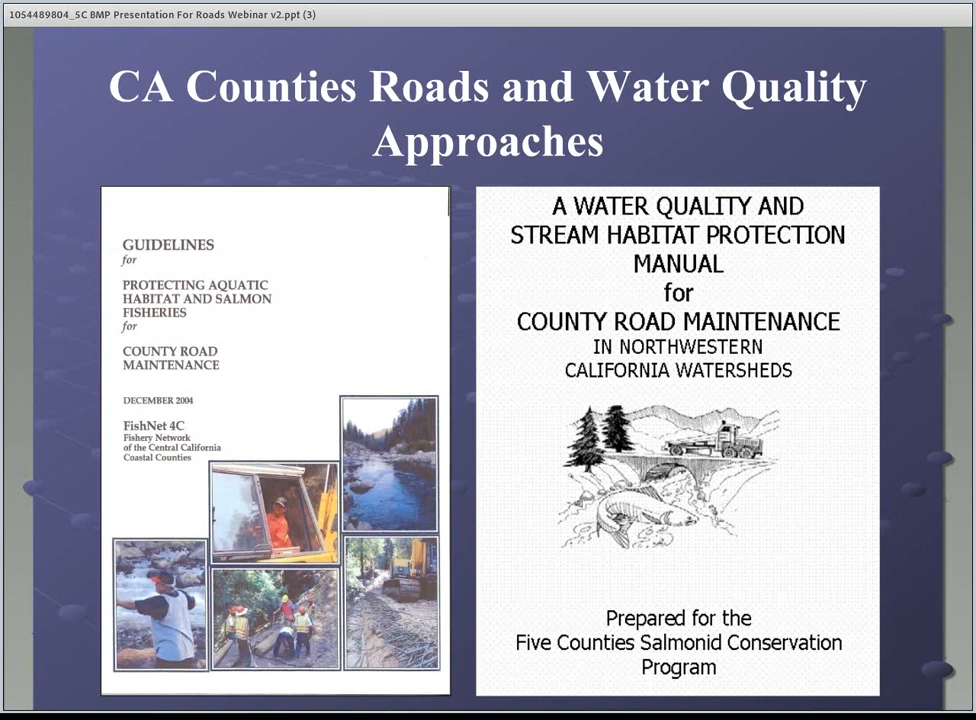 1054489804_5C BMP Presentation For Roads Webinar v2.ppt (3)
CA Counties Roads and Water Quality
Approaches
GUIDELINES
for
PROTECTING AQUATIC
HABITAT AND SALMON
FISHERIES
for
COUNTY ROAD
MAINTENANCE
DECEMBER 2004
FishNet 4C
Fishery Network
of the Central California
Coastal Counties
A WATER QUALITY AND
STREAM HABITAT PROTECTION
MANUAL
for
COUNTY ROAD MAINTENANCE
IN NORTHWESTERN
CALIFORNIA WATERSHEDS
Prepared for the
Five Counties Salmonid Conservation
Program